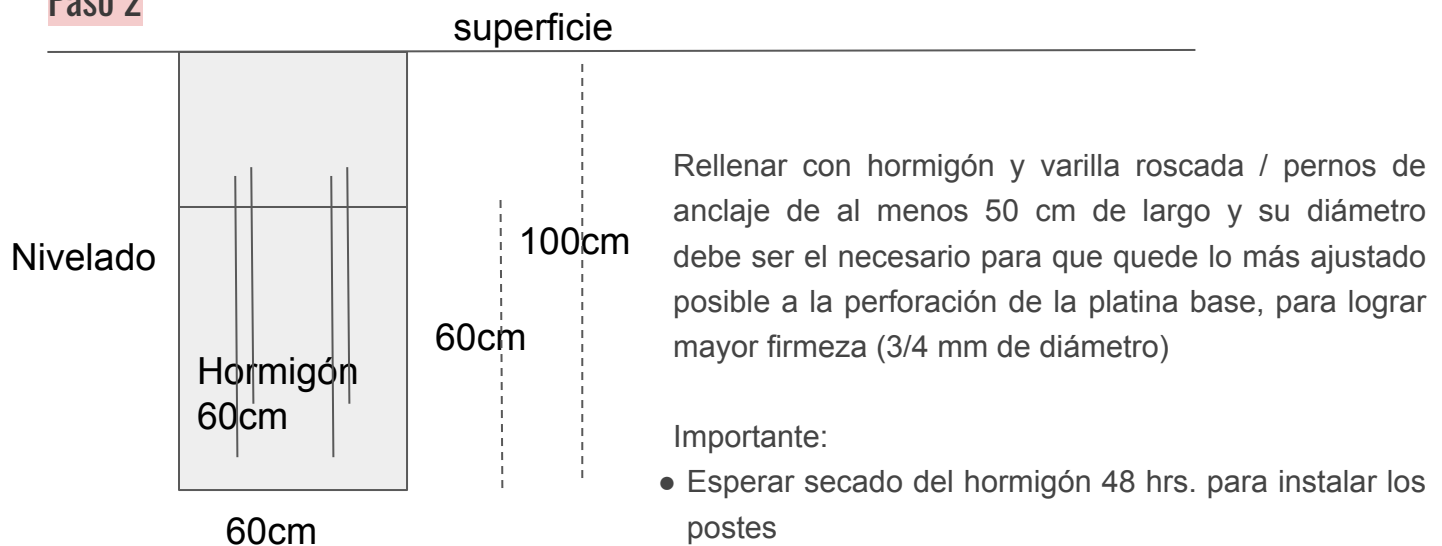 Paso 2
superficie
Rellenar con hormigón y varilla roscada / pernos de
anclaje de al menos 50 cm de largo y su diámetro
debe ser el necesario para que quede lo más ajustado
posible a la perforación de la platina base, para lograr
mayor firmeza (3/4 mm de diámetro)
Nivelado
100cm
60cm
Hormigón
60cm
60cm
Importante:
● Esperar secado del hormigón 48 hrs. para instalar los
postes